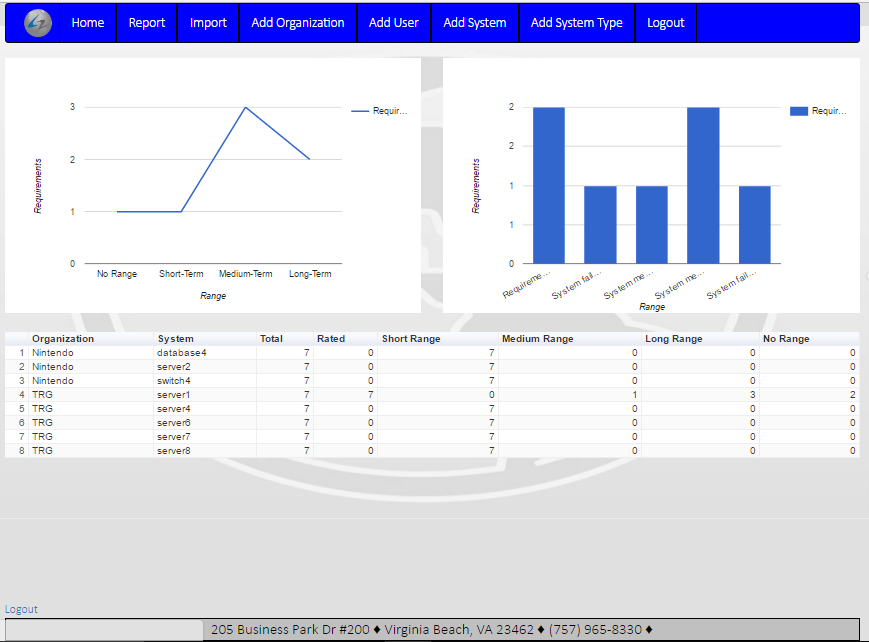 Home Report Import Add Organization Add User Add System Add System Type Logout
3
2
1
0
Requirements
No Range Short-Term Medium-Term Long-Term
Range
Requir...
2
2
1
1
0
Requirements
Requireme... System fail... System me... System me... System fail...
Range
Requir...
Organization System Total Rated Short Range Medium Range Long Range No Range
1 Nintendo database4 7 0 7 0 0 0
2 Nintendo server2 7 0 7 0 0 0
3 Nintendo switch4 7 0 7 0 0 0
4 TRG server1 7 7 0 1 3 2
5 TRG server4 7 0 7 0 0 0
6 TRG server6 7 0 7 0 0 0
7 TRG server7 7 0 7 0 0 0
8 TRG server8 7 0 7 0 0 0
Logout
205 Business Park Dr #200 ♦ Virginia Beach, VA 23462 ♦ (757) 965-8330 ♦